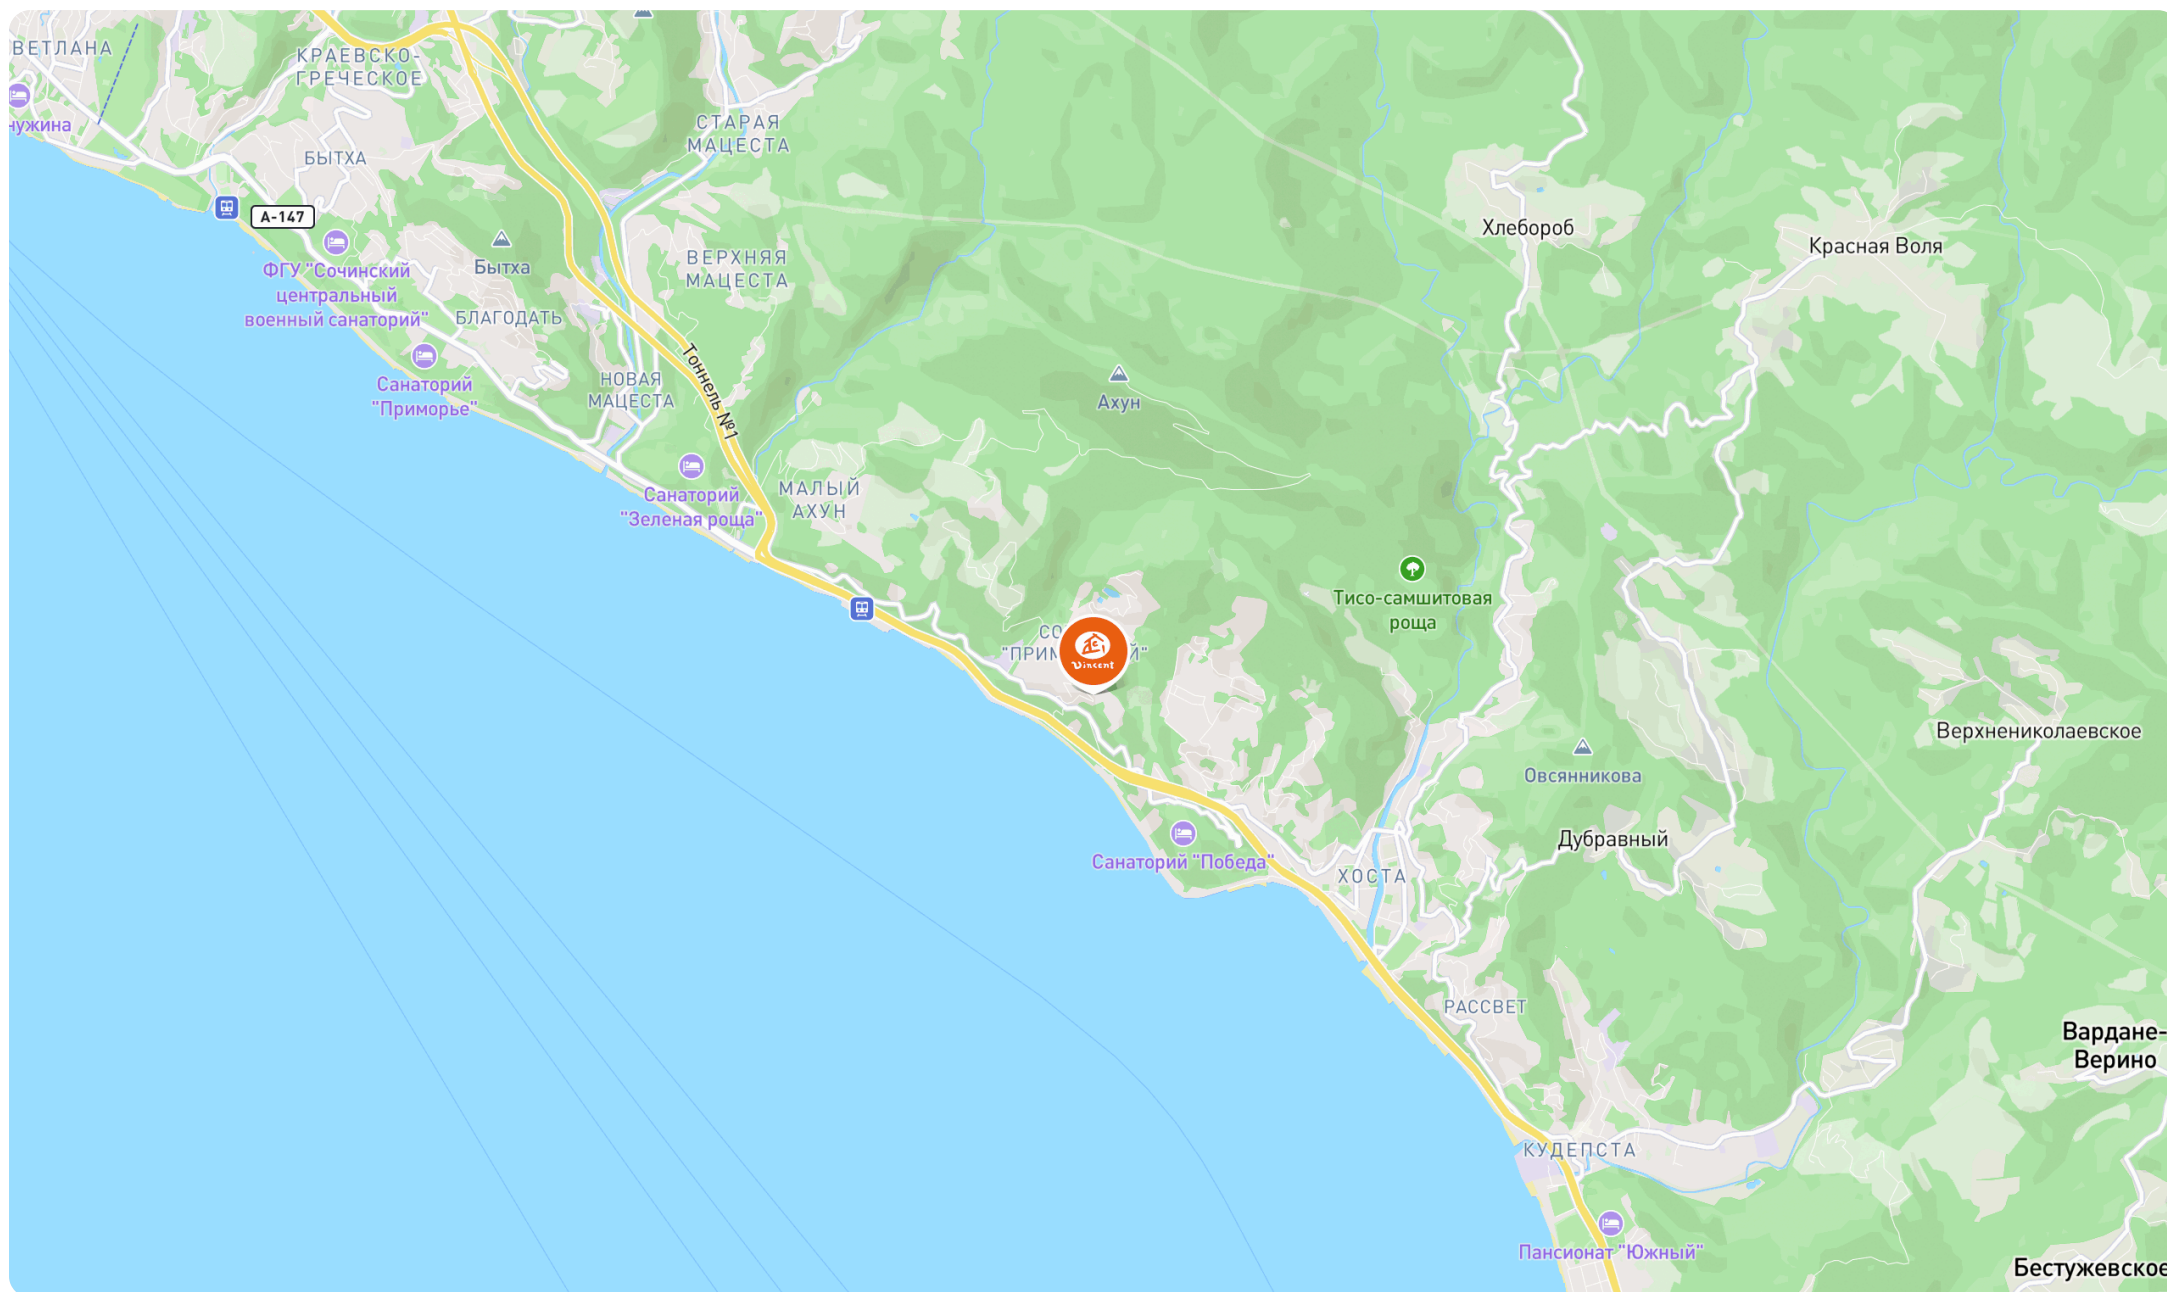 КРАЕВСКО-
ГРЕЧЕСКОЕ
СТАРАЯ
МАЦЕСТА
БЫТХА
А-147
Хлебороб
Красная Воля
ФГУ "Сочинский
центральный
военный санаторий"
Бытха
ВЕРХНЯЯ
МАЦЕСТА
БЛАГОДАТЬ
Тоннель №1
Санаторий
"Приморье"
НОВАЯ
МАЦЕСТА
Ахун
Санаторий
"Зеленая роща"
МАЛЫЙ
АХУН
Тисо-самшитовая
роща
Vincent
Верхнениколаевское
Овсянникова
Дубравный
Санаторий "Победа"
ХОСТА
РАССВЕТ
Вардане-
Верино
КУДЕПСТА
Пансионат "Южный"
Бестужевское